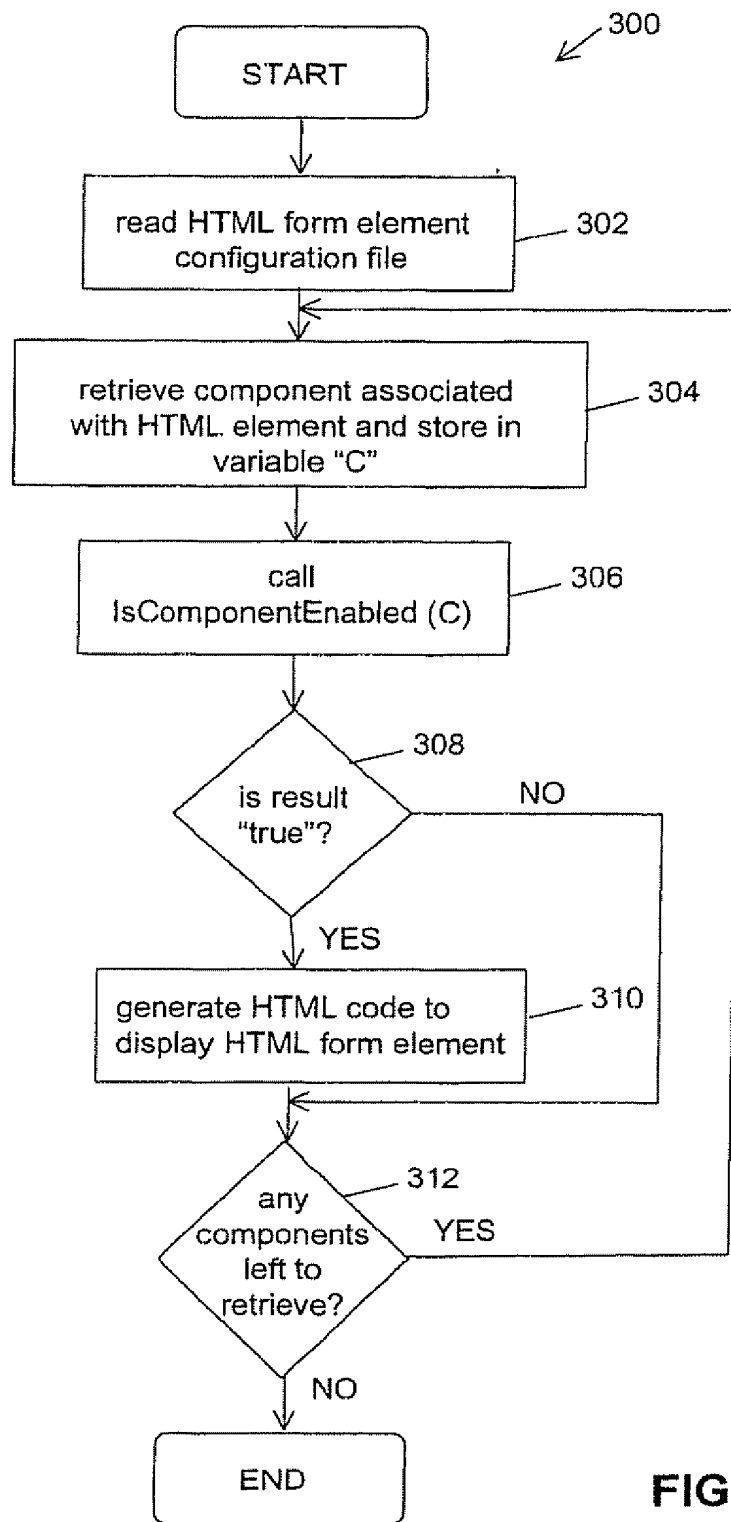 300
START
read HTML form element
configuration file
302
retrieve component associated
with HTML element and store in
variable “C”
304
call
IsComponentEnabled (C)
306
308
is result
“true”?
NO
YES
generate HTML code to
display HTML form element
310
312
any
components
left to
retrieve?
YES
NO
END
FIG